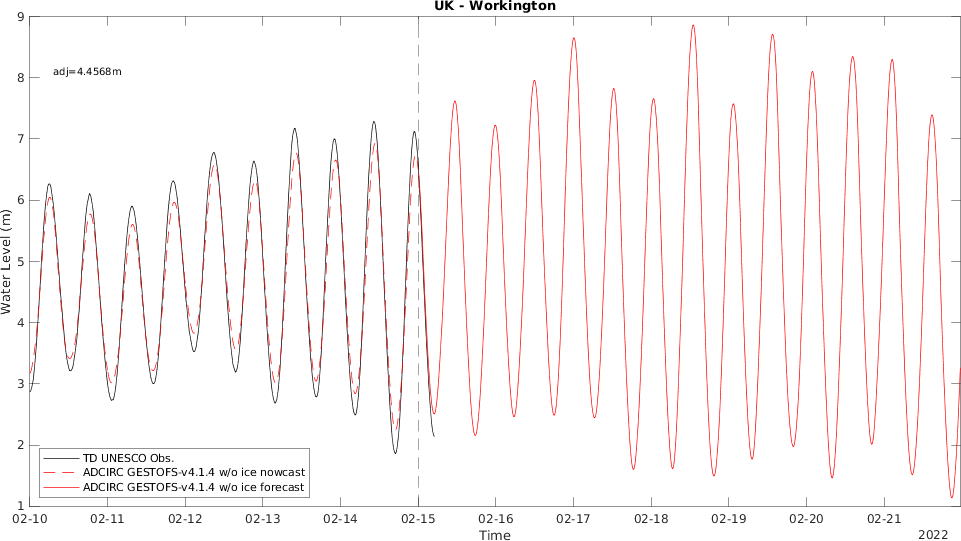 UK - Workington
9
8
7
6
5
4
3
2
1
Water Level (m)
adj=4.4568m
TD UNESCO Obs.
ADCIRC GESTOFS-v4.1.4 w/o ice nowcast
ADCIRC GESTOFS-v4.1.4 w/o ice forecast
02-10 02-11 02-12 02-13 02-14 02-15 02-16 02-17 02-18 02-19 02-20 02-21
Time
2022